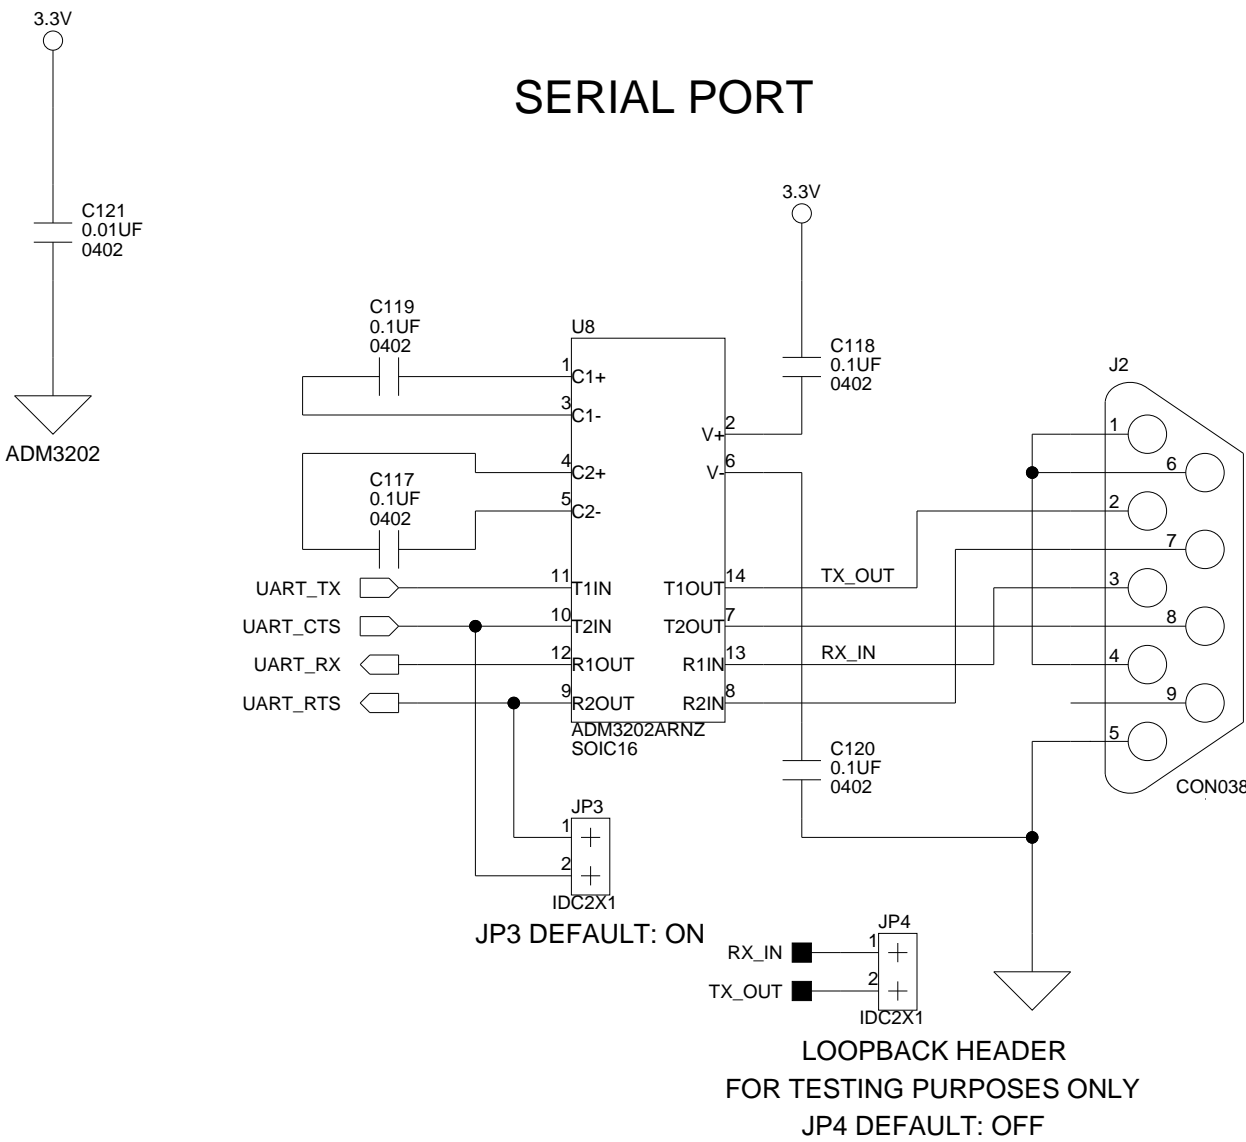 3.3V
SERIAL PORT
C121
0.01UF
0402
ADM3202
3.3V
C119
0.1UF
0402
U8
C118
0.1UF
0402
J2
1
C1+
3
C1-
2
V+
4
C2+
6
V-
5
C2-
C117
0.1UF
0402
UART_TX
11
T1IN
T1OUT
14
TX_OUT
UART_CTS
10
T2IN
T2OUT
7
UART_RX
12
R1OUT
R1IN
13
RX_IN
UART_RTS
9
R2OUT
R2IN
8
ADM3202ARNZ
SOIC16
1
6
2
7
3
8
4
9
5
CON038
C120
0.1UF
0402
JP3
1
2
IDC2X1
JP3 DEFAULT: ON
JP4
RX_IN
1
TX_OUT
2
IDC2X1
LOOPBACK HEADER
FOR TESTING PURPOSES ONLY
JP4 DEFAULT: OFF